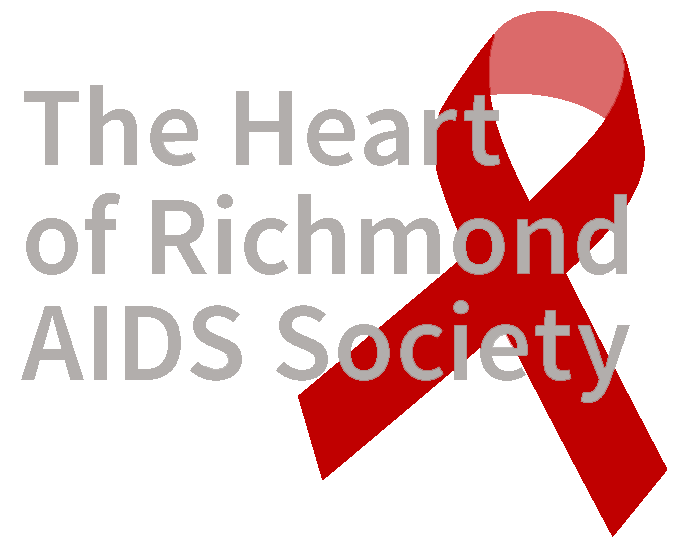 The Heart
of Richmond
AIDS Society